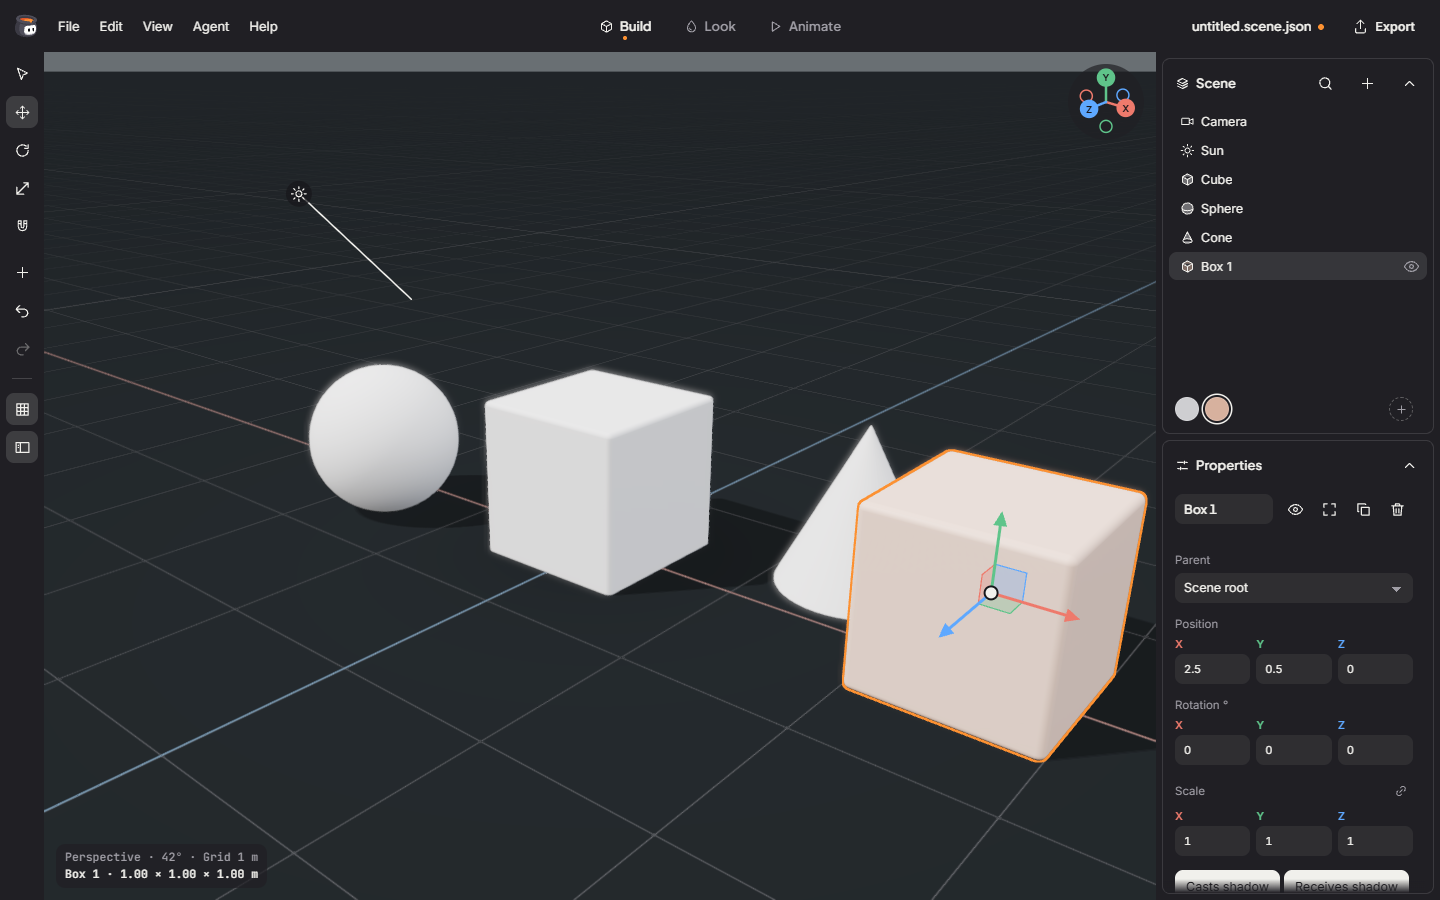 File Edit View Agent Help
Build Look Animate
untitled.scene.json
Export
Y
Z
X
Scene
Camera
Sun
Cube
Sphere
Cone
Box 1
Properties
Box 1
Parent
Scene root
Position
X Y Z
2.5 0.5 0
Rotation °
X Y Z
0 0 0
Scale
X Y Z
1 1 1
Casts shadow Receives shadow
Perspective · 42° · Grid 1 m
Box 1 · 1.00 × 1.00 × 1.00 m